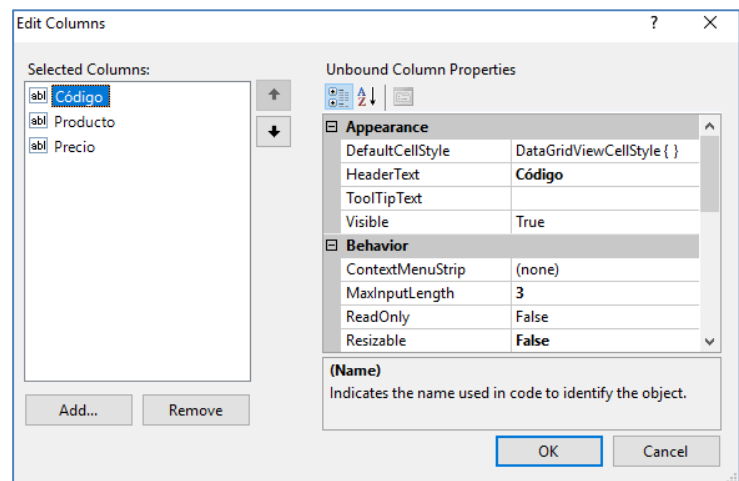 Edit Columns
?
Selected Columns:
abl Código
abl Producto
abl Precio
Add...
Remove
Unbound Column Properties
A
Z
Appearance
DefaultCellStyle DataGridViewCellStyle { }
HeaderText Código
ToolTipText
Visible True
Behavior
ContextMenuStrip (none)
MaxInputLength 3
ReadOnly False
Resizable False
(Name)
Indicates the name used in code to identify the object.
OK
Cancel